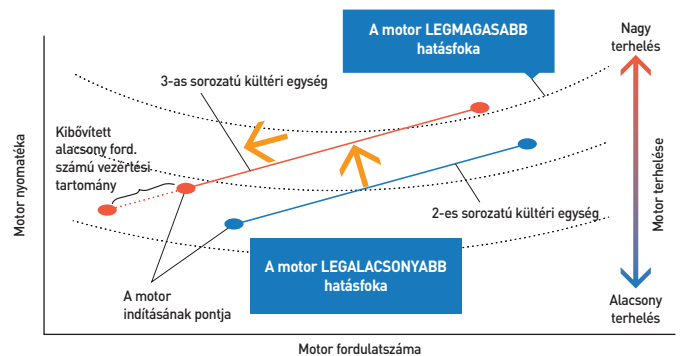 A motor LEGMAGASABB
hatásfoka
Nagy
terhelés
3-as sorozatú kültéri egység
Kibővített
alacsony ford.
számú vezérlési
tartomány
Motor nyomatéka
Motor terhelése
2-es sorozatú kültéri egység
A motor LEGALACSONYABB
hatásfoka
A motor
indításának pontja
Alacsony
terhelés
Motor fordulatszáma